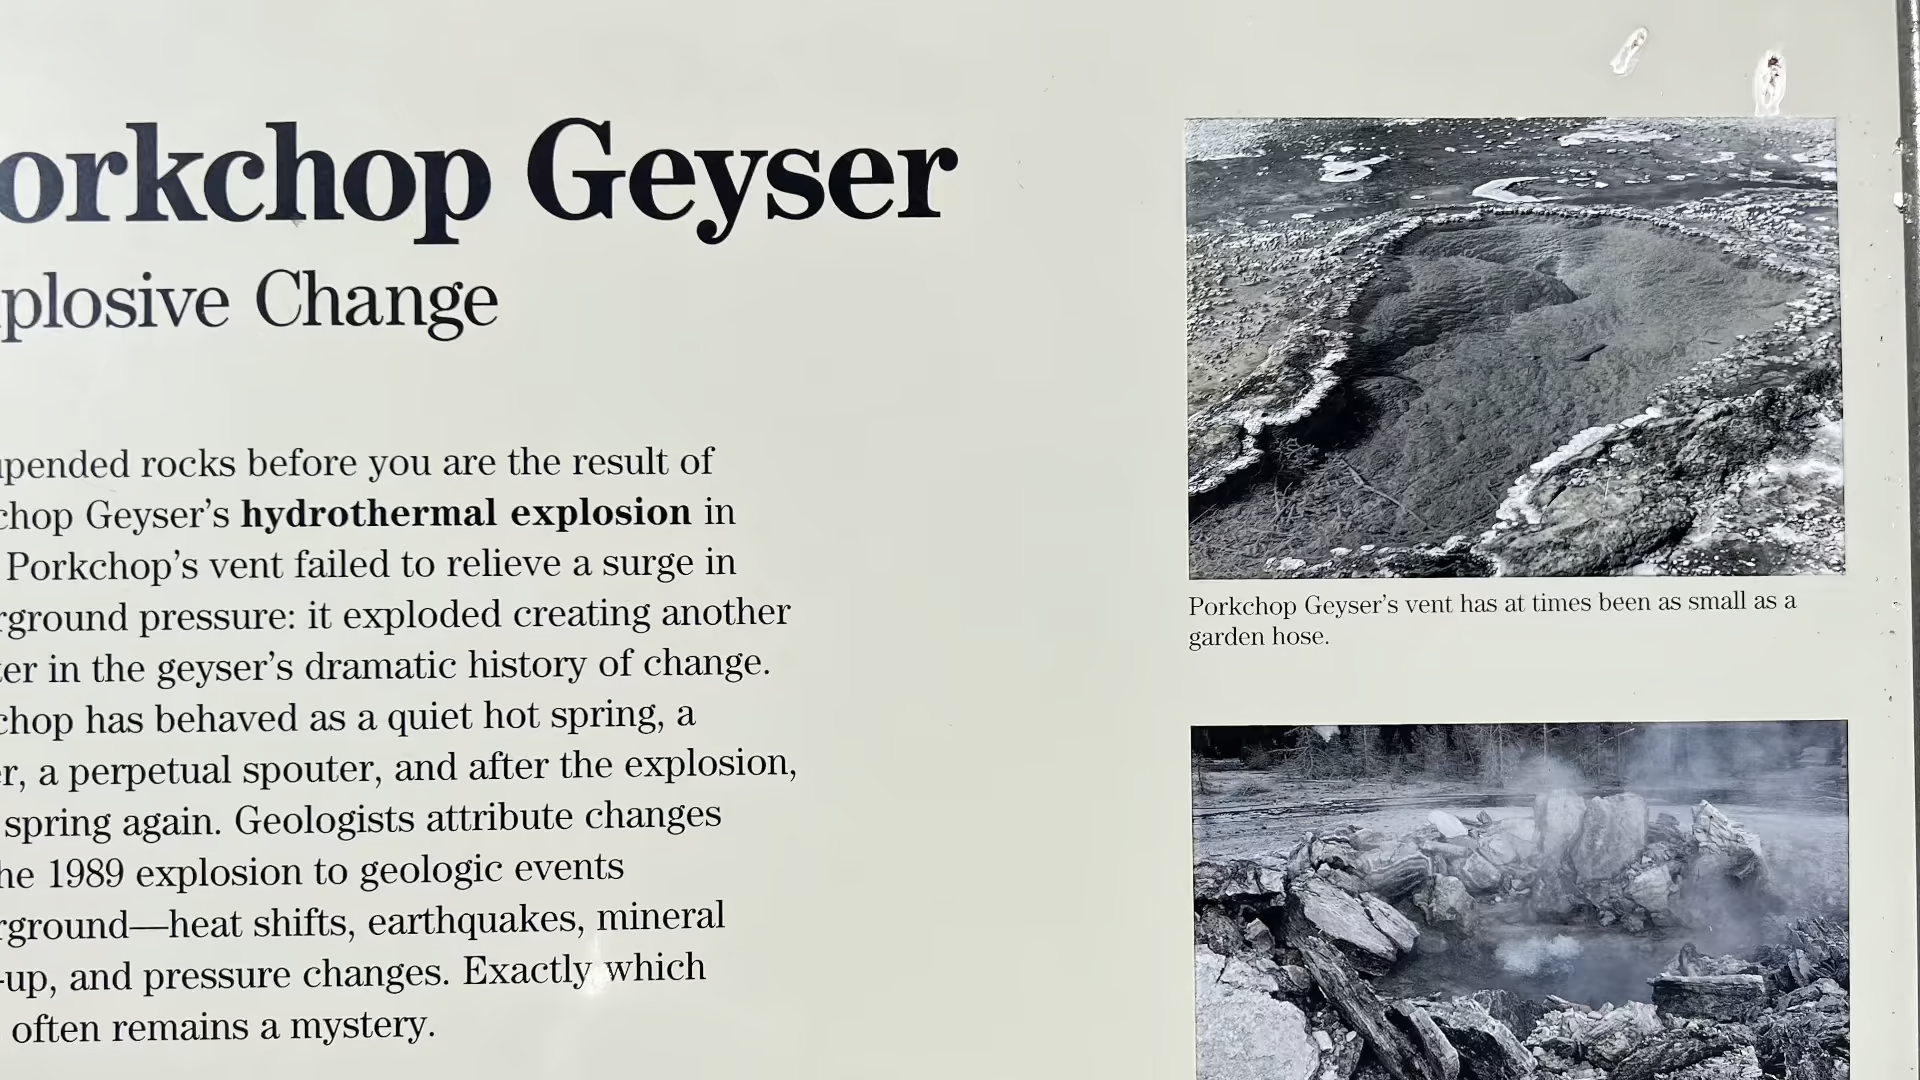 orkchop Geyser
plosive Change
pended rocks before you are the result of
chop Geyser's hydrothermal explosion in
Porkchop's vent failed to relieve a surge in
rground pressure: it exploded creating another
ter in the geyser's dramatic history of change.
chop has behaved as a quiet hot spring, a
er, a perpetual spouter, and after the explosion,
spring again. Geologists attribute changes
he 1989 explosion to geologic events
rground—heat shifts, earthquakes, mineral
-up, and pressure changes. Exactly which
often remains a mystery.
Porkchop Geyser's vent has at times been as small as a
garden hose.